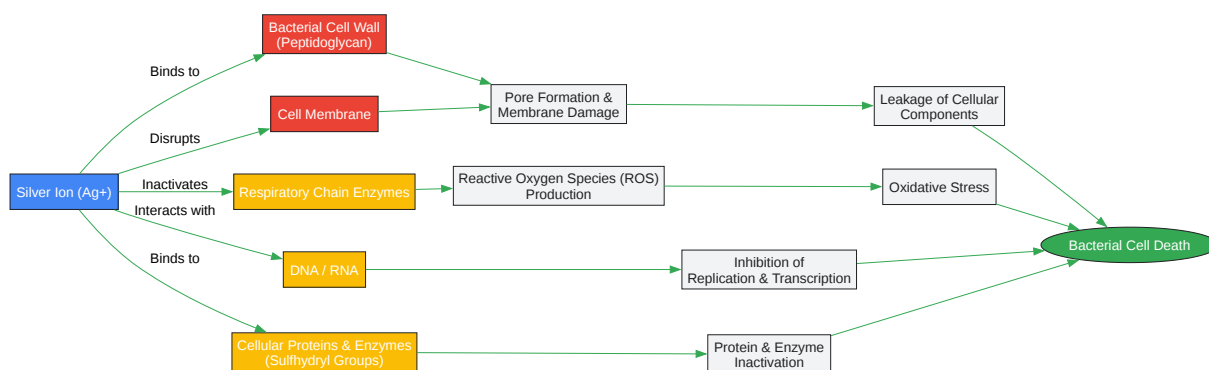 Bacterial Cell Wall
(Peptidoglycan)
Binds to
Pore Formation &
Membrane Damage
Leakage of Cellular
Components
Cell Membrane
Disrupts
Silver Ion (Ag+)
Inactivates
Respiratory Chain Enzymes
Reactive Oxygen Species (ROS)
Production
Oxidative Stress
Interacts with
Bacterial Cell Death
Binds to
DNA / RNA
Inhibition of
Replication & Transcription
Cellular Proteins & Enzymes
(Sulfhydryl Groups)
Protein & Enzyme
Inactivation